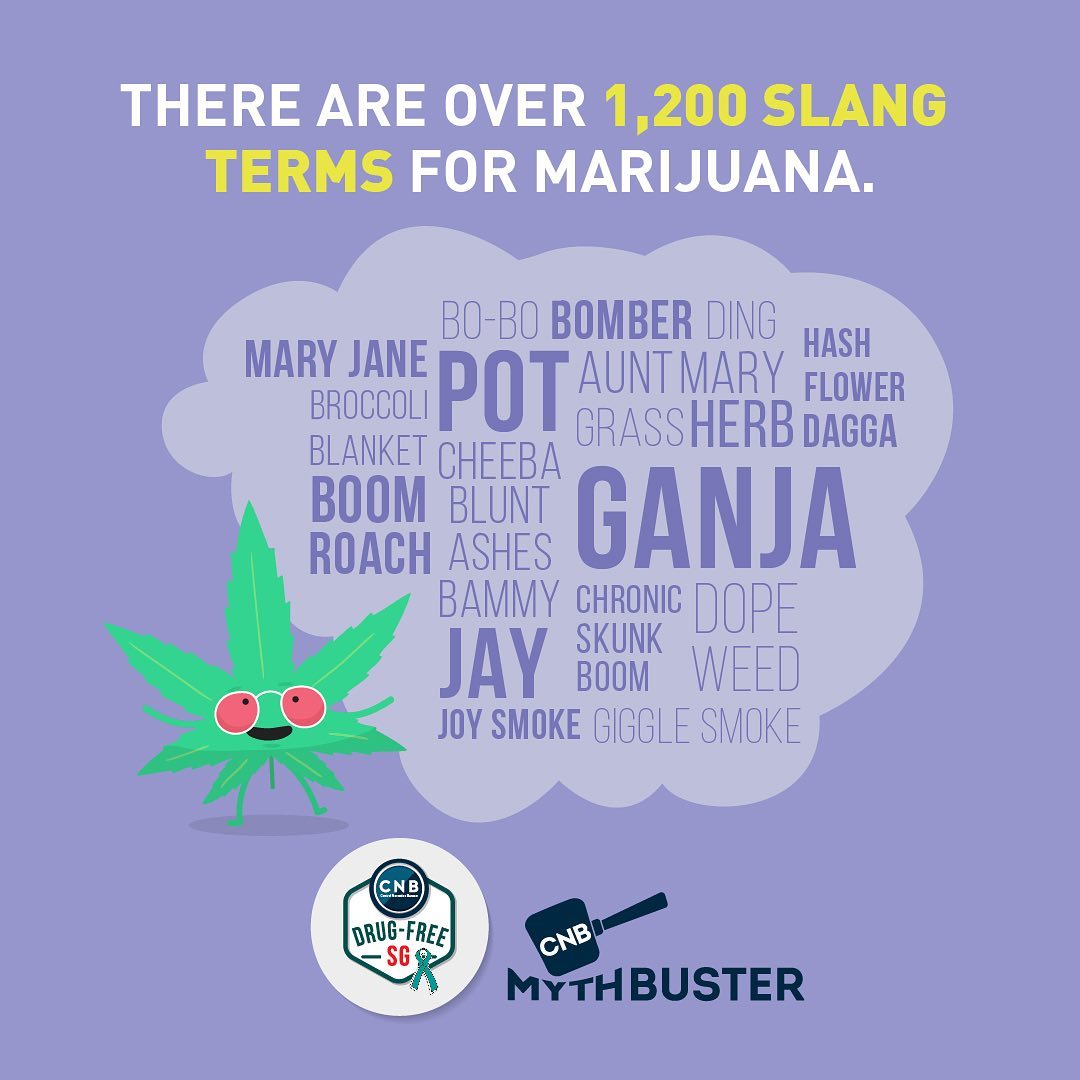 THERE ARE OVER 1,200 SLANG
TERMS FOR MARIJUANA.
BO-BO BOMBER DING
MARY JANE
POT
AUNT MARY
HASH
BROCCOLI
GRASS HERB
FLOWER
BLANKET
CHEEBA
DAGGA
BOOM
BLUNT
GANJA
ROACH
ASHES
BAMMY
CHRONIC
DOPE
JAY
SKUNK
BOOM
WEED
JOY SMOKE
GIGGLE SMOKE
CNB
Central Narcotics Bureau
DRUG-FREE
SG
CNB
MYTHBUSTER